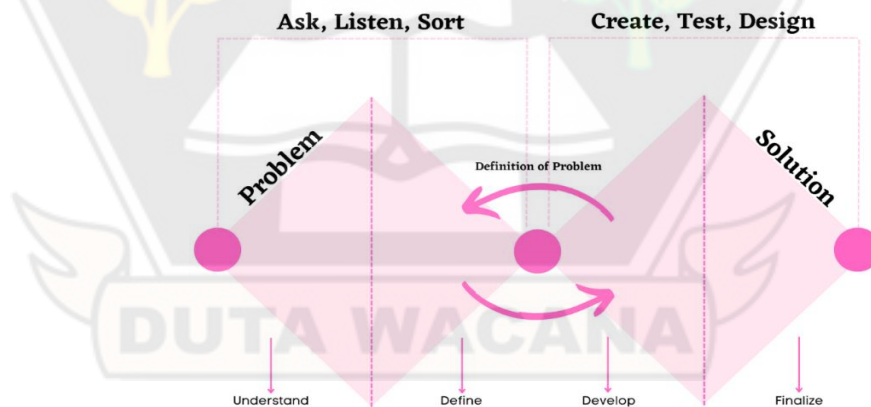 Ask, Listen, Sort
Create, Test, Design
Problem
Definition of Problem
Solution
DUTA WACANA
Understand
Define
Develop
Finalize